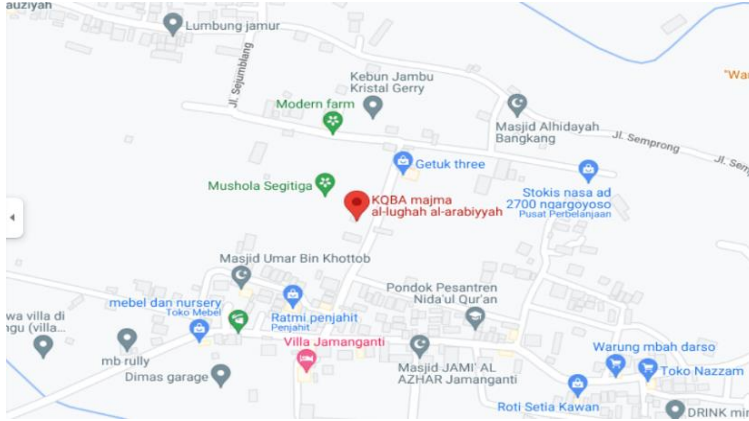 auziyah
Lumbung jamur
Jl. Sejumblang
Kebun Jambu
Kristal Gerry
"Wa
Modern farm
Masjid Alhidayah
Bangkang
Jl. Semprong
Jl. Sem
Getuk three
Mushola Segitiga
Stokis nasa ad
2700 ngargoyoso
Pusat Perbelanjaan
KQBA majma
al-lughah al-arabiyyah
Masjid Umar Bin Khottob
Pondok Pesantren
Nida'ul Qur'an
mebel dan nursery
Toko Mebel
Ratmi penjahit
Penjahit
wa villa di
ngu (villa...
Villa Jamanganti
mb rully
Dimas garage
Masjid JAMI' AL
AZHAR Jamanganti
Warung mbah darso
Toko Nazzam
Roti Setia Kawan
DRINK mir